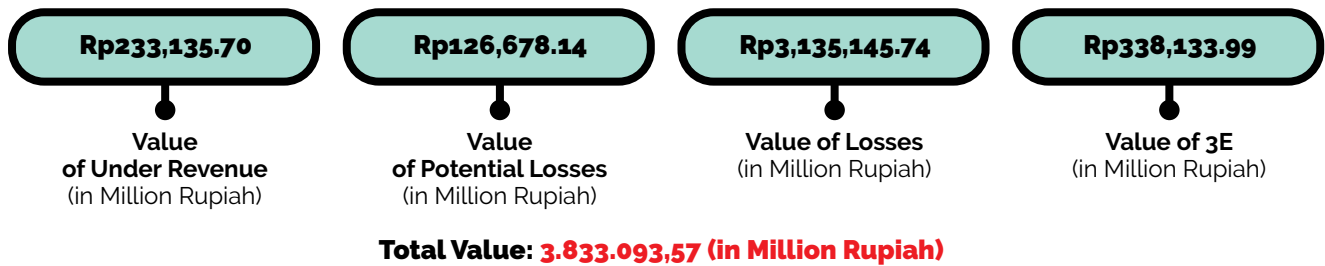 Rp233,135.70
Value
of Under Revenue
(in Million Rupiah)
Rp126,678.14
Value
of Potential Losses
(in Million Rupiah)
Rp3,135,145.74
Value of Losses
(in Million Rupiah)
Rp338,133.99
Value of 3E
(in Million Rupiah)
Total Value: 3.833.093,57 (in Million Rupiah)